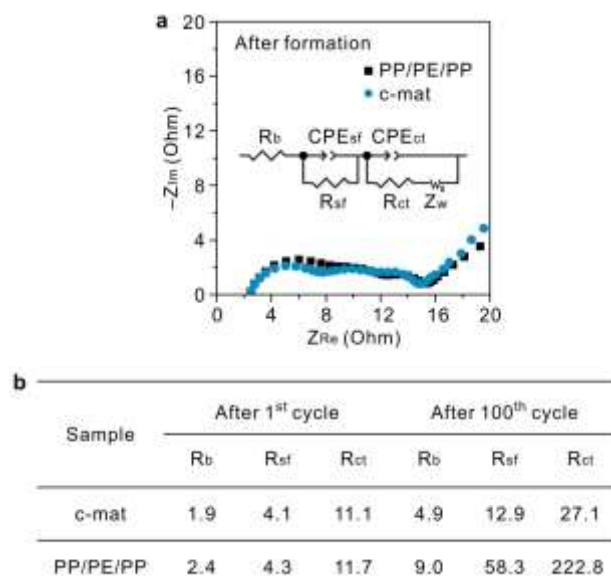 a
After formation
PP/PE/PP
c-mat
Rb CPEsf CPEct
Rsf Rct Zw
–ZIm (Ohm)
20
16
12
8
4
0
0 4 8 12 16 20
ZRe (Ohm)
b
Sample After 1st cycle After 100th cycle
Rb Rsf Rct Rb Rsf Rct
c-mat 1.9 4.1 11.1 4.9 12.9 27.1
PP/PE/PP 2.4 4.3 11.7 9.0 58.3 222.8